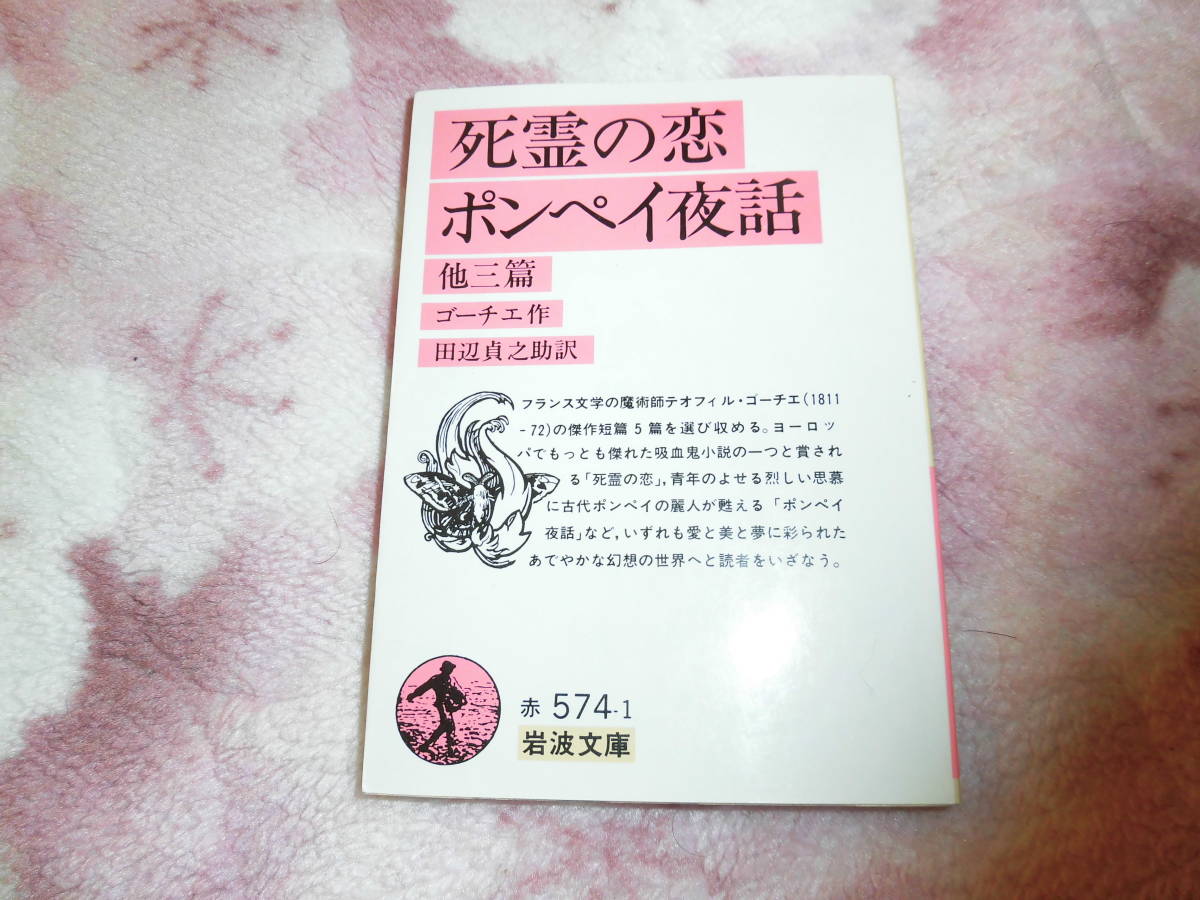 死霊の恋
ポンペイ夜話
他三篇
ゴーチエ作
田辺貞之助訳
フランス文学の魔術師テオフィル・ゴーチエ(1811
-72)の傑作短篇5篇を選び収める。ヨーロッ
パでもっとも傑れた吸血鬼小説の一つと賞され
る「死霊の恋」,青年のよせる烈しい思慕
に古代ポンペイの麗人が甦える「ポンペイ
夜話」など,いずれも愛と美と夢に彩られた
あでやかな幻想の世界へと読者をいざなう。
赤 574-1
岩波文庫